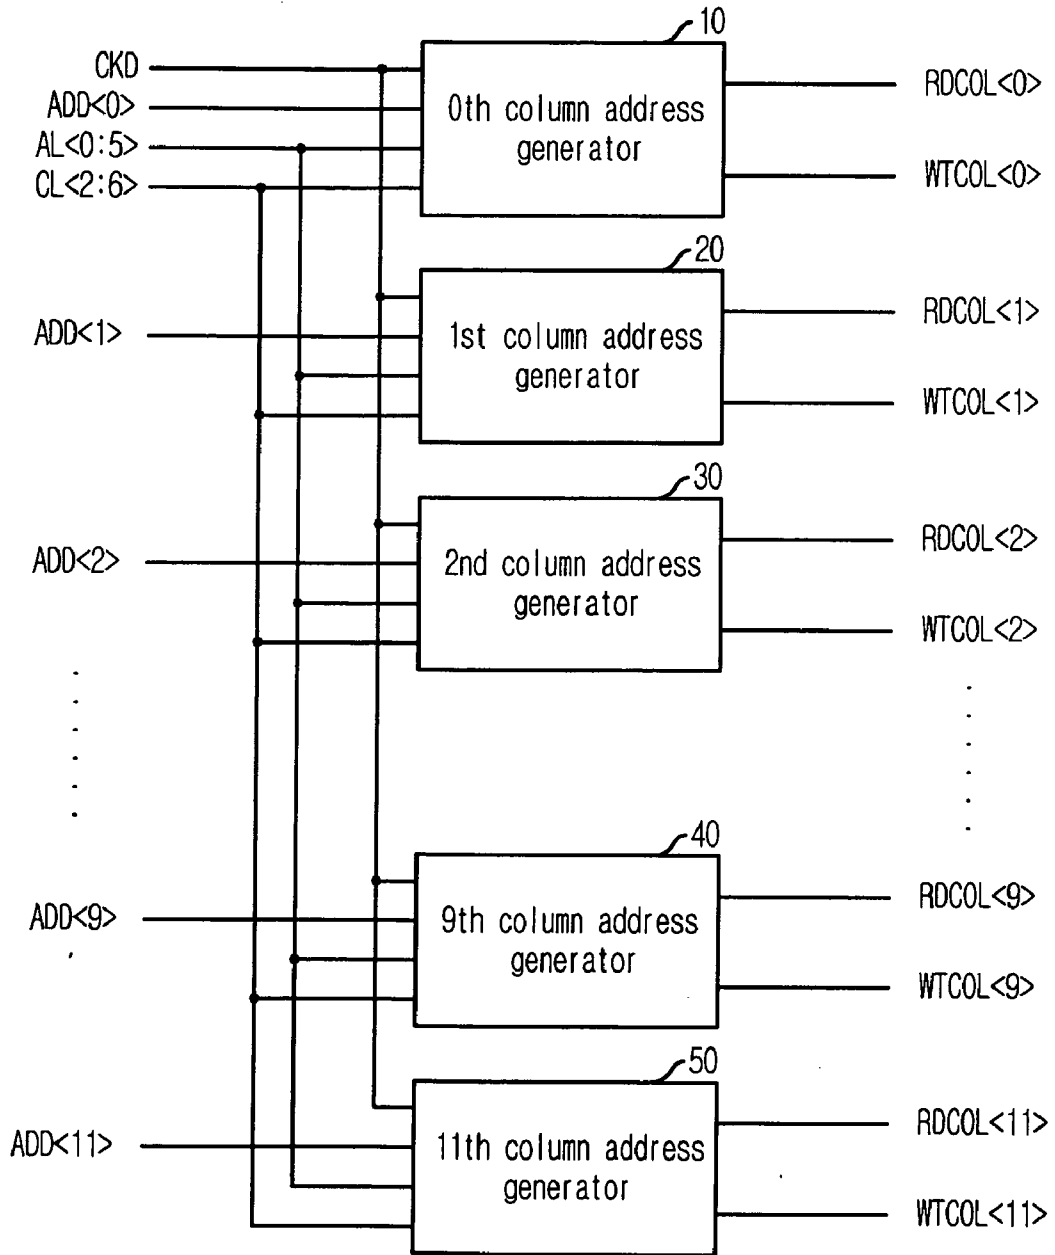 10
CKD
ADD<0>
AL<0:5>
CL<2:6>
0th column address
generator
RDCOL<0>
WTCOL<0>
20
ADD<1>
1st column address
generator
RDCOL<1>
WTCOL<1>
30
ADD<2>
2nd column address
generator
RDCOL<2>
WTCOL<2>
40
ADD<9>
9th column address
generator
RDCOL<9>
WTCOL<9>
50
ADD<11>
11th column address
generator
RDCOL<11>
WTCOL<11>